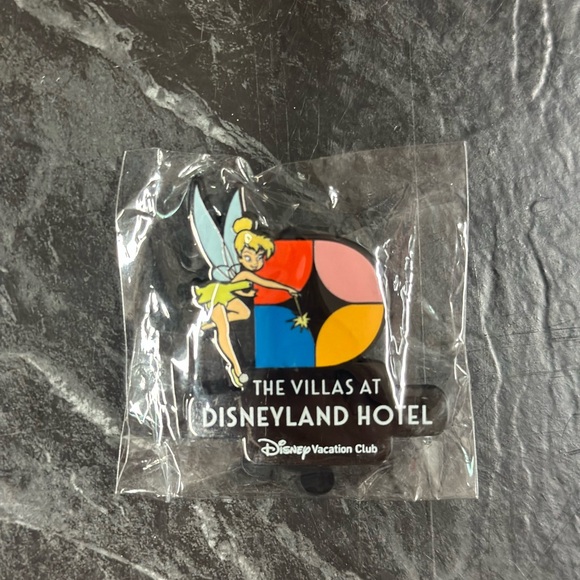 THE VILLAS AT
DISNEYLAND HOTEL
Disney Vacation Club